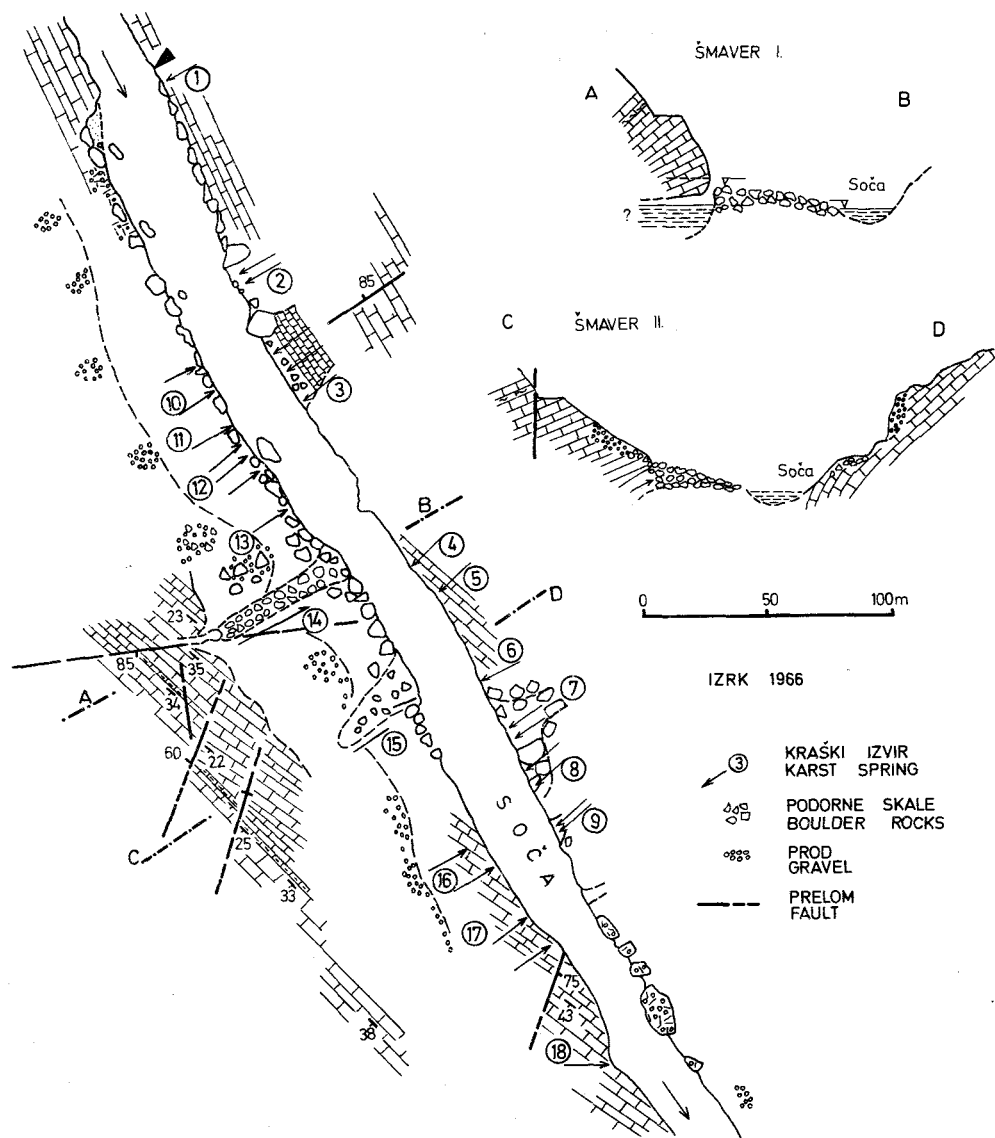 ŠMAVER I.
A
B
Soča
?
1
2
85
3
10
11
12
13
ŠMAVER II.
C
D
Soča
B
4
5
D
6
7
8
9
14
23
85
35
34
A
60
22
C
25
33
38
15
16
17
75
43
18
SOČA
0 50 100m
IZRK 1966
3 KRAŠKI IZVIR
KARST SPRING
PODORNE SKALE
BOULDER ROCKS
PROD
GRAVEL
PRELOM
FAULT